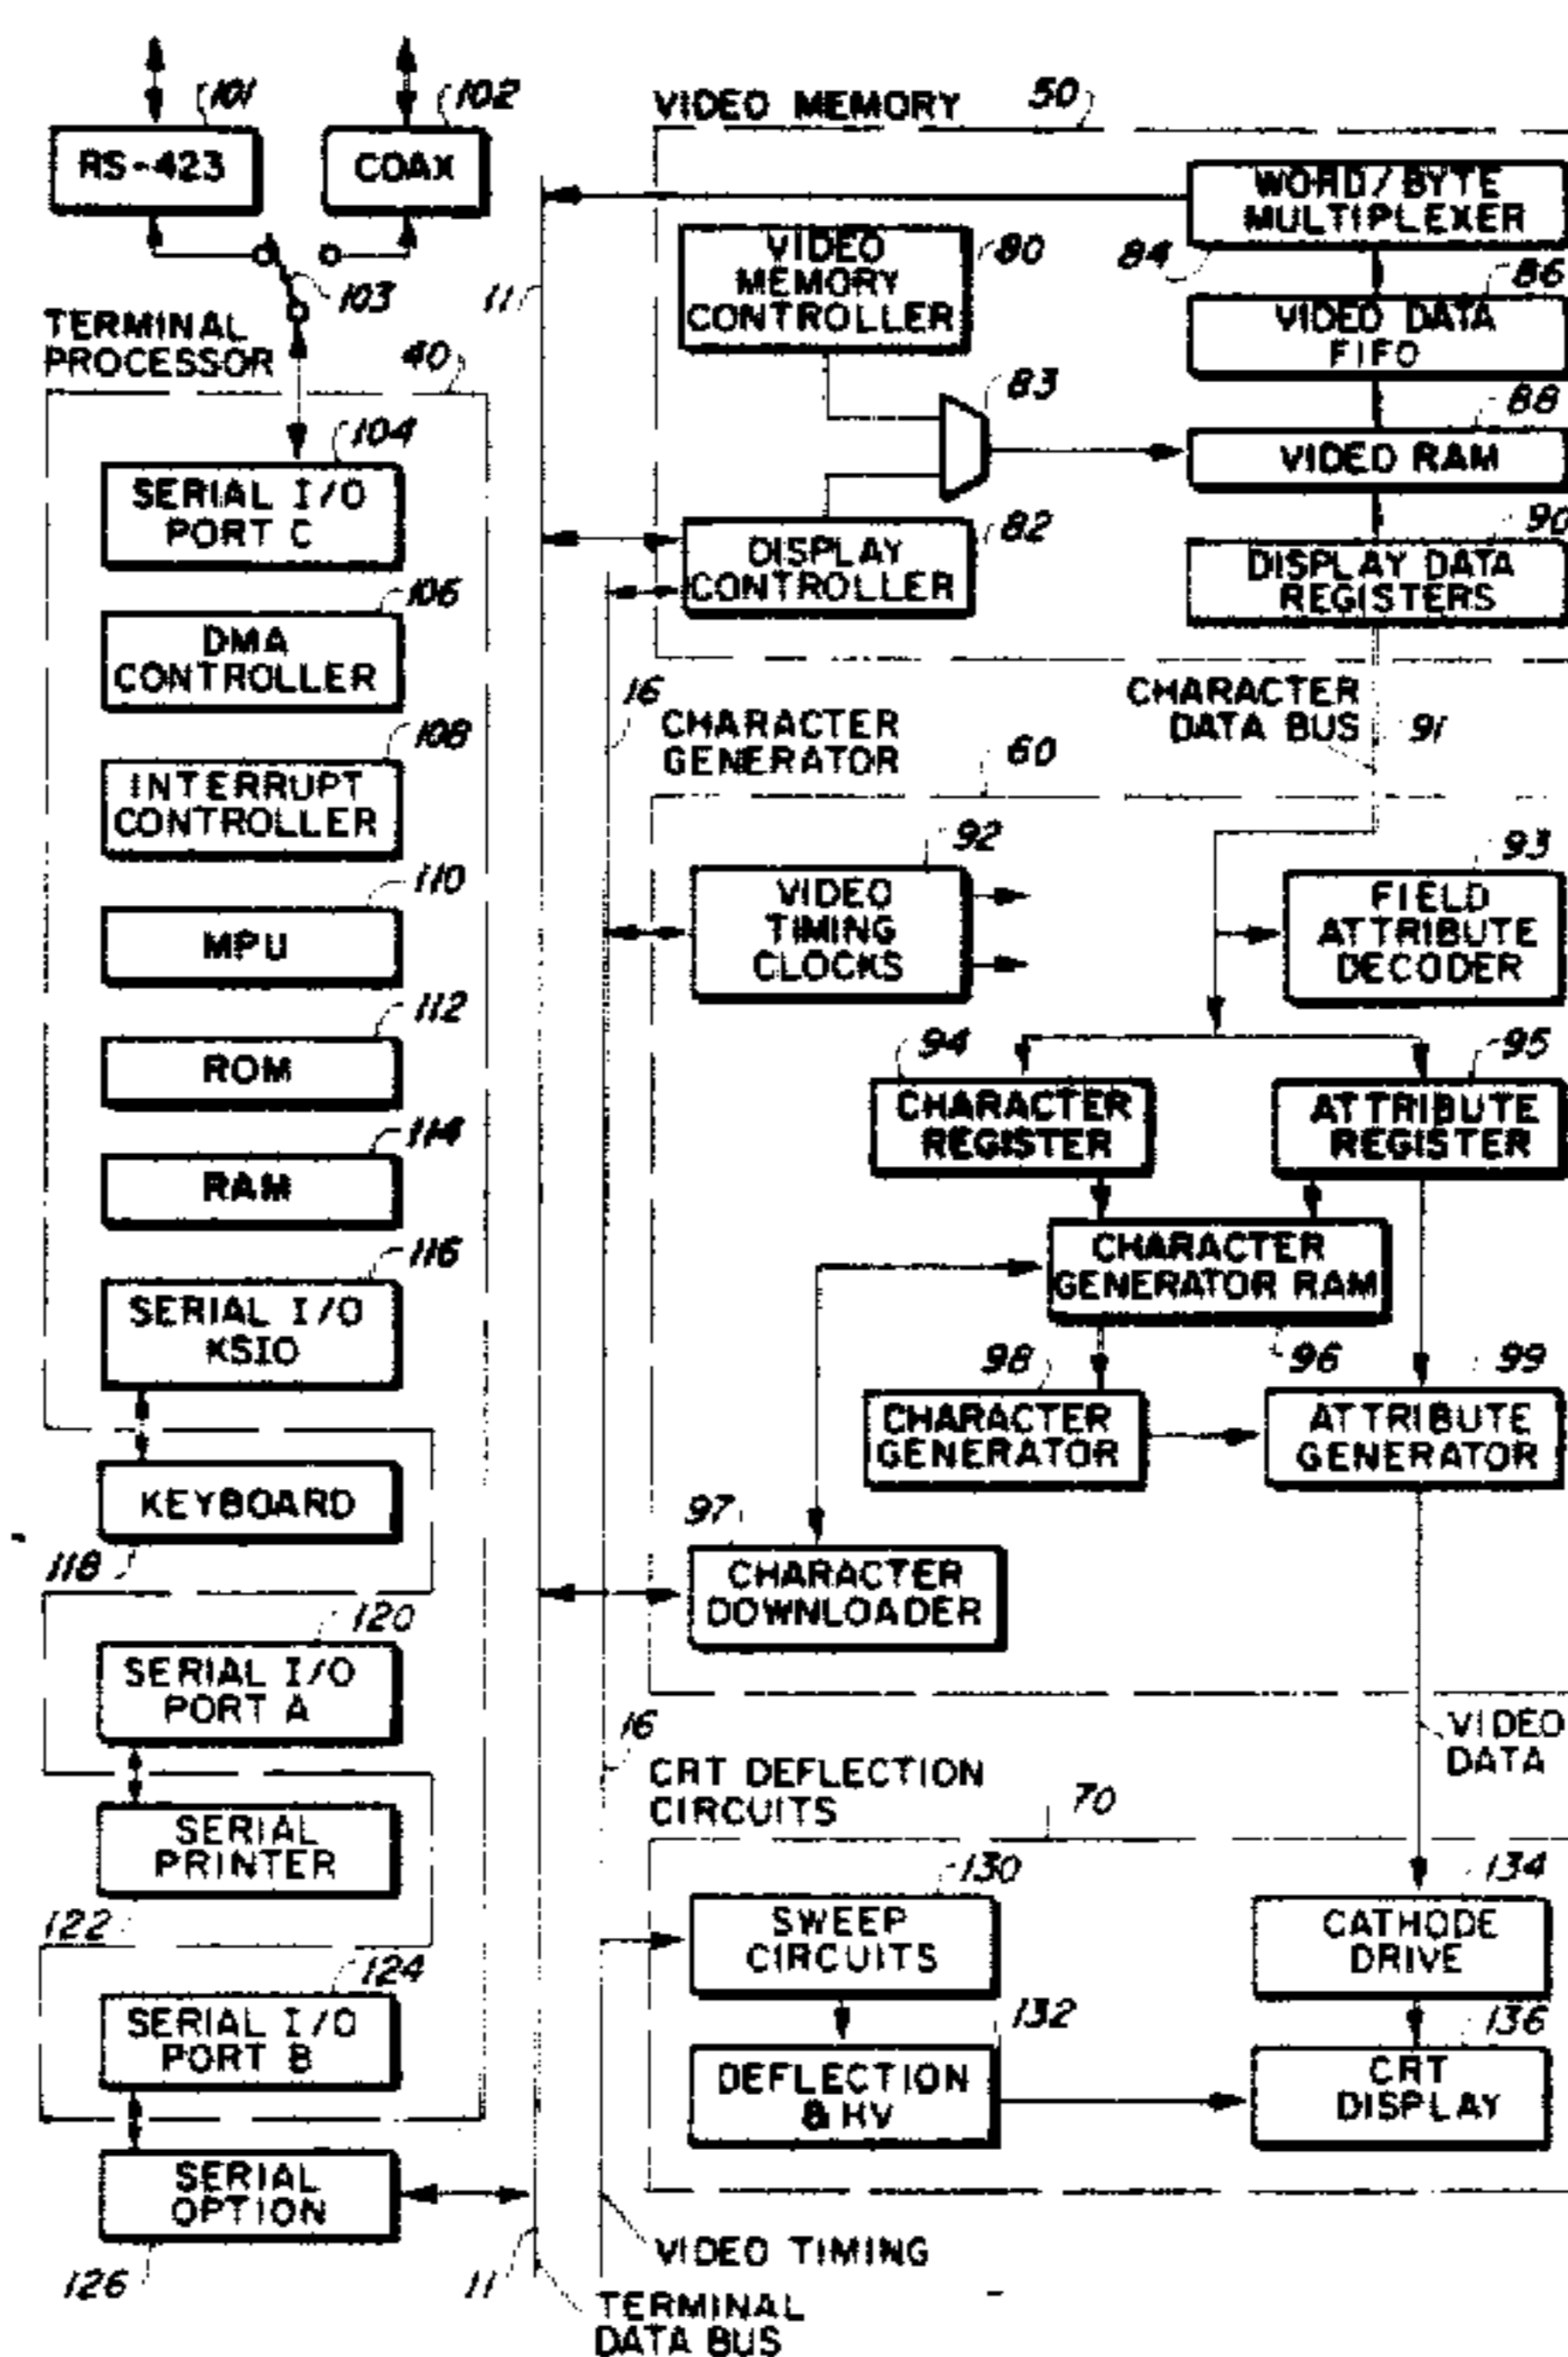 101
102
RS-423
COAX
103
TERMINAL
PROCESSOR
40
104
SERIAL I/O
PORT C
106
DMA
CONTROLLER
108
INTERRUPT
CONTROLLER
110
MPU
112
ROM
114
RAM
116
SERIAL I/O
KSIO
KEYBOARD
118
120
SERIAL I/O
PORT A
SERIAL
PRINTER
122
124
SERIAL I/O
PORT B
SERIAL
OPTION
126
11
11
TERMINAL
DATA BUS
16
16
VIDEO TIMING
VIDEO MEMORY
50
WORD/BYTE
MULTIPLEXER
84
VIDEO
MEMORY
CONTROLLER
80
86
VIDEO DATA
FIFO
83
88
VIDEO RAM
DISPLAY
CONTROLLER
82
90
DISPLAY DATA
REGISTERS
CHARACTER
DATA BUS
91
CHARACTER
GENERATOR
60
92
VIDEO
TIMING
CLOCKS
93
FIELD
ATTRIBUTE
DECODER
94
CHARACTER
REGISTER
95
ATTRIBUTE
REGISTER
CHARACTER
GENERATOR RAM
96
98
CHARACTER
GENERATOR
99
ATTRIBUTE
GENERATOR
97
CHARACTER
DOWNLOADER
VIDEO
DATA
CRT DEFLECTION
CIRCUITS
70
130
SWEEP
CIRCUITS
132
DEFLECTION
& HV
134
CATHODE
DRIVE
136
CRT
DISPLAY